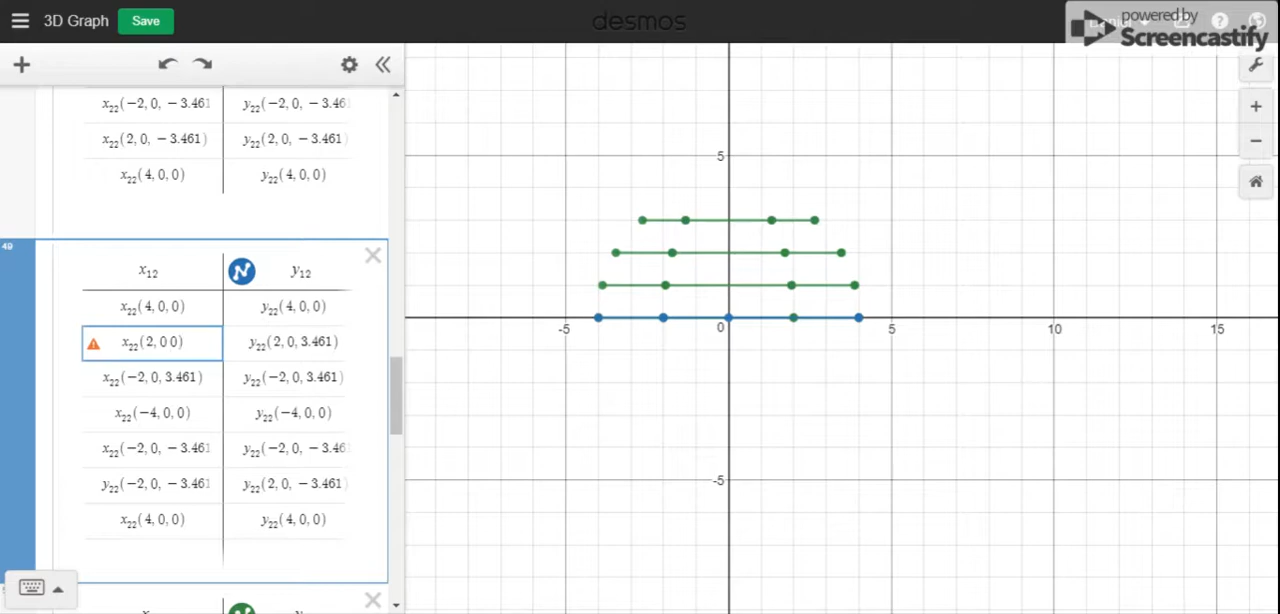 3D Graph Save desmos
powered by
Screencastify
x22(−2, 0, −3.461 y22(−2, 0, −3.46
x22(2, 0, −3.461) y22(2, 0, −3.461)
x22(4, 0, 0) y22(4, 0, 0)
49
x12 y12
x22(4, 0, 0) y22(4, 0, 0)
x22(2, 0 0) y22(2, 0, 3.461)
x22(−2, 0, 3.461) y22(−2, 0, 3.461)
x22(−4, 0, 0) y22(−4, 0, 0)
x22(−2, 0, −3.461 y22(−2, 0, −3.46
y22(−2, 0, −3.461 y22(2, 0, −3.461)
x22(4, 0, 0) y22(4, 0, 0)
5
-5 0 5 10 15
-5